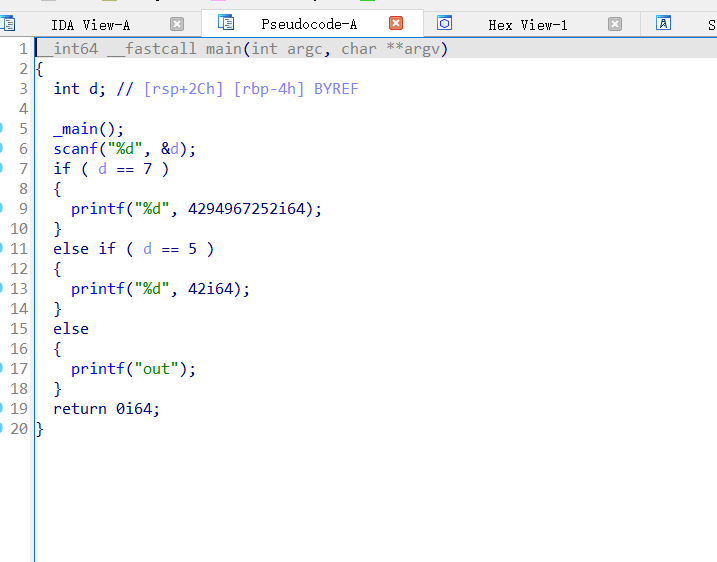 IDA View-A Pseudocode-A Hex View-1 S
1 __int64 __fastcall main(int argc, char **argv)
2 {
3   int d; // [rsp+2Ch] [rbp-4h] BYREF
4
5   _main();
6   scanf("%d", &d);
7   if ( d == 7 )
8   {
9     printf("%d", 4294967252i64);
10   }
11   else if ( d == 5 )
12   {
13     printf("%d", 42i64);
14   }
15   else
16   {
17     printf("out");
18   }
19   return 0i64;
20 }